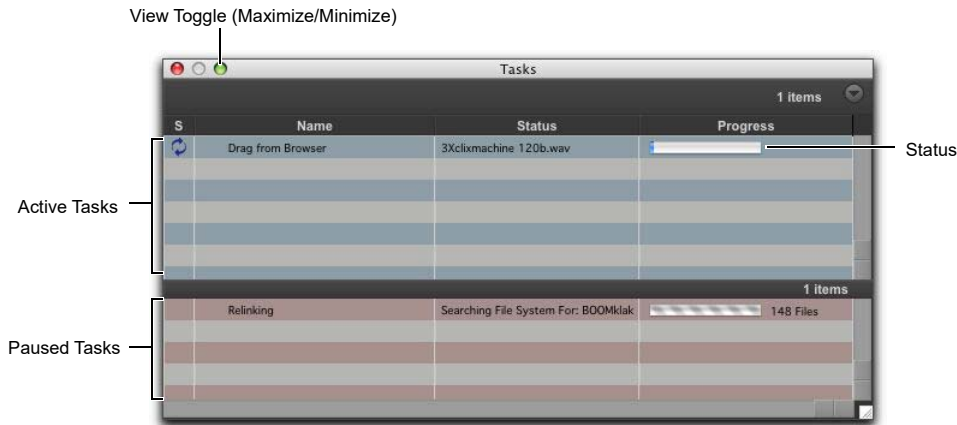 View Toggle (Maximize/Minimize)
Tasks
1 items
S Name Status Progress
Drag from Browser 3Xclixmachine 120b.wav
Status
Active Tasks
1 items
Relinking Searching File System For: BOOMklak 148 Files
Paused Tasks